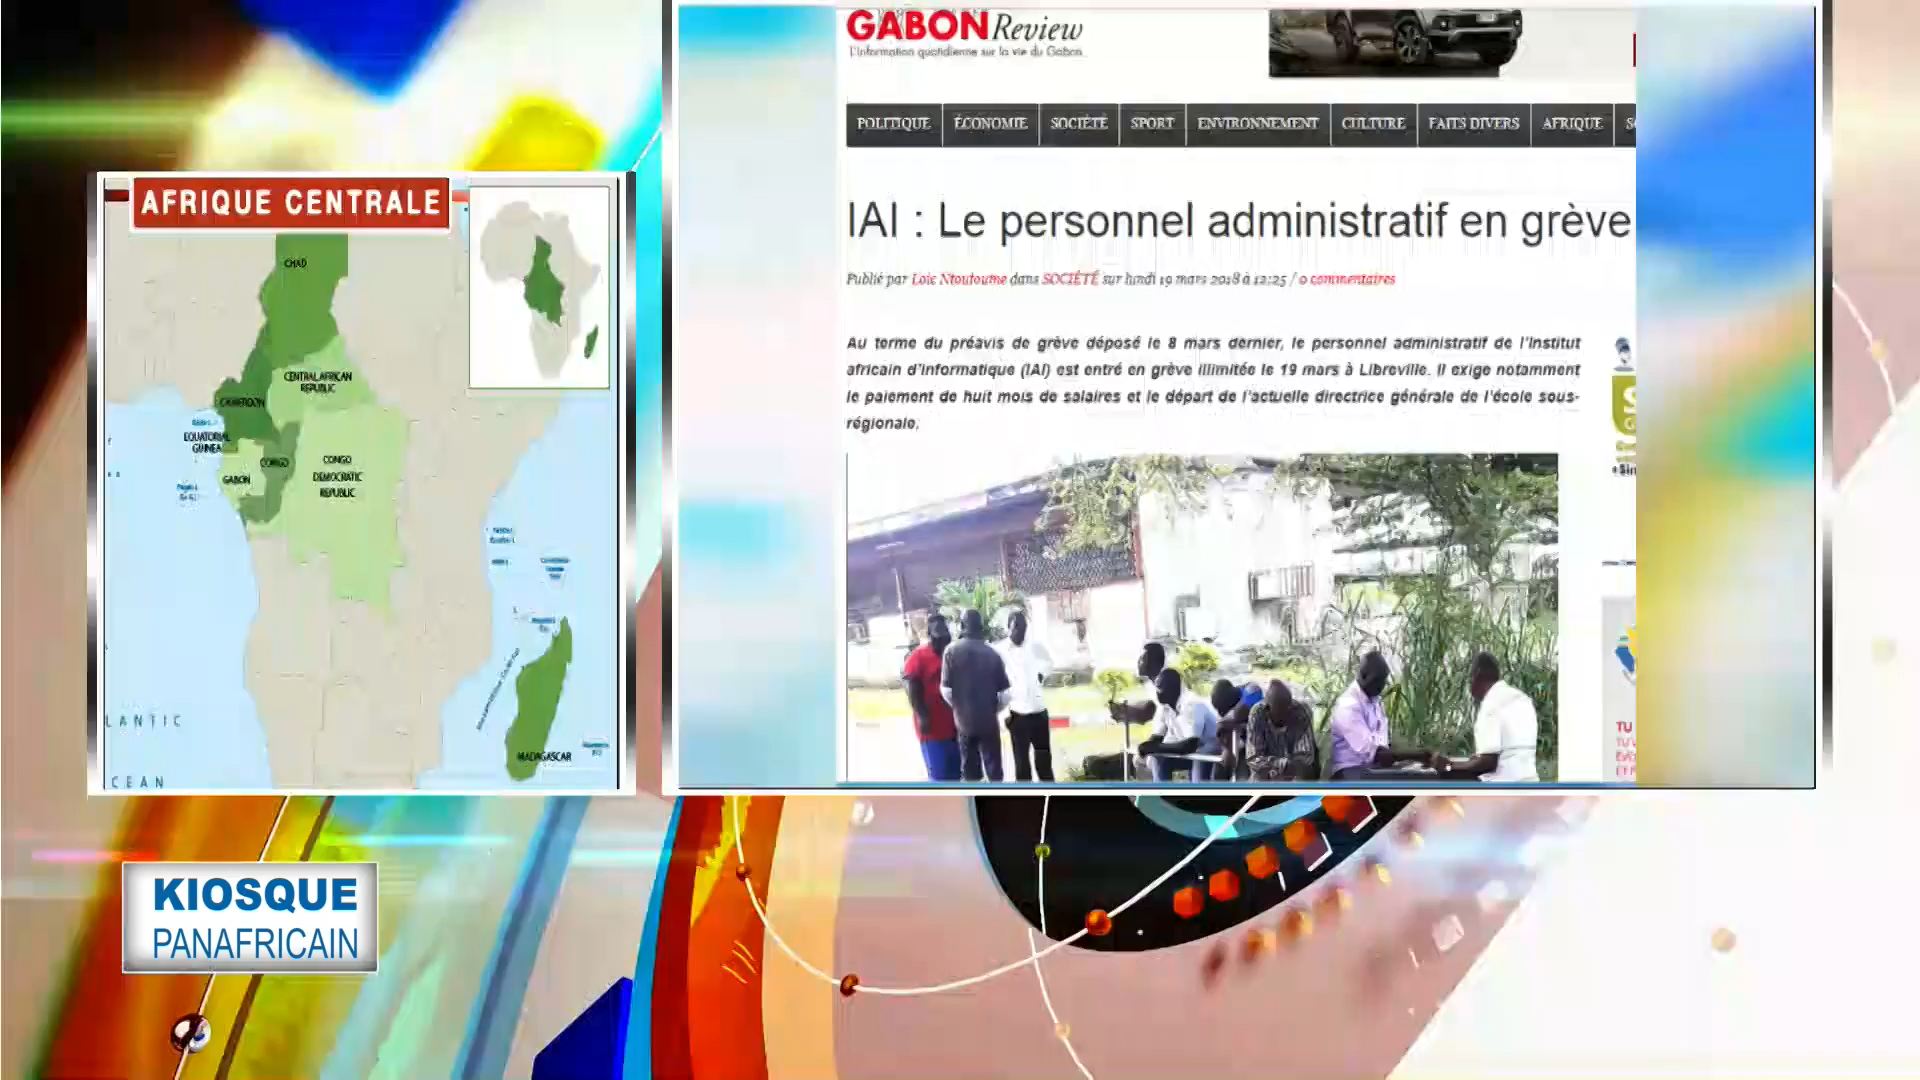 GABON Review
L'information quotidienne sur la vie du Gabon
POLITIQUE ÉCONOMIE SOCIÉTÉ SPORT ENVIRONNEMENT CULTURE FAITS DIVERS AFRIQUE
IAI : Le personnel administratif en grève
Publié par Loïc Ntoutoume dans SOCIÉTÉ sur lundi 19 mars 2018 à 12:25 / 0 commentaires
Au terme du préavis de grève déposé le 8 mars dernier, le personnel administratif de l'Institut
africain d'informatique (IAI) est entré en grève illimitée le 19 mars à Libreville. Il exige notamment
le paiement de huit mois de salaires et le départ de l'actuelle directrice générale de l'école sous-
régionale.
TU
AFRIQUE CENTRALE
CHAD
CENTRAL AFRICAN
REPUBLIC
CAMEROON
EQUATORIAL
GUINEA
CONGO
GABON
CONGO
DEMOCRATIC
REPUBLIC
LANTIC
MADAGASCAR
CEAN
KIOSQUE
PANAFRICAIN